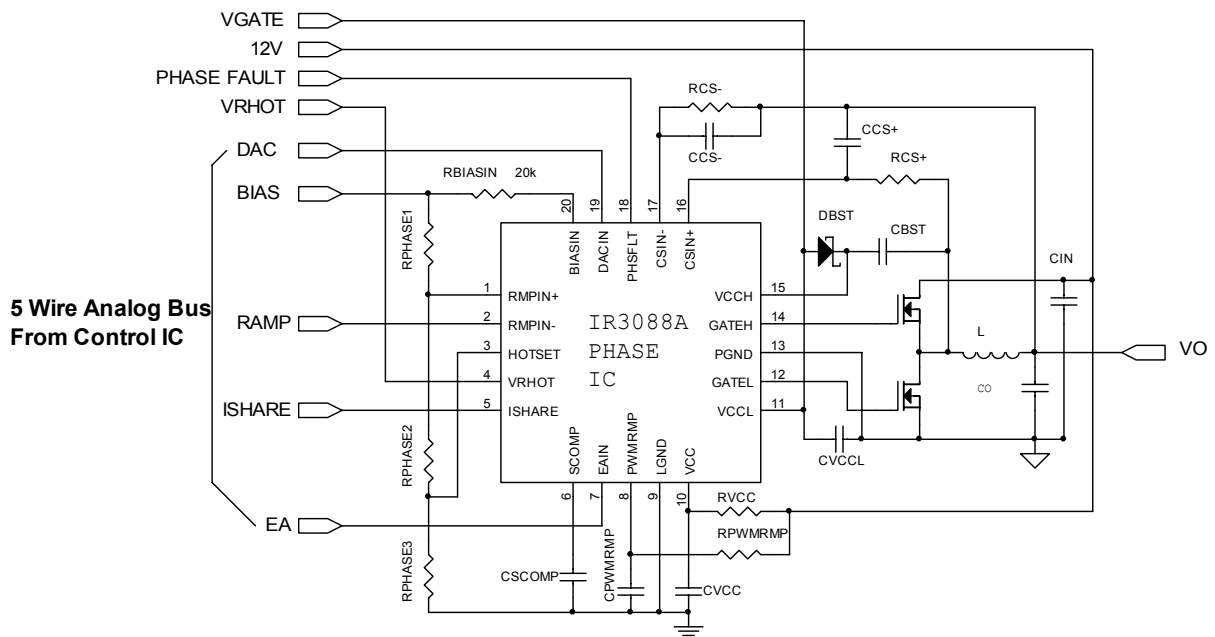 VGATE
12V
PHASE FAULT
VRHOT
DAC
BIAS
5 Wire Analog Bus
From Control IC
RAMP
ISHARE
EA
RBIASIN 20k
RPHASE1
RPHASE2
RPHASE3
RCS-
CCS-
CCS+
RCS+
DBST
CBST
CIN
20
19
18
17
16
BIASIN
DACIN
PHSFLT
CSIN-
CSIN+
1 RMPIN+
2 RMPIN-
3 HOTSET
4 VRHOT
5 ISHARE
IR3088A
PHASE
IC
VCCH 15
GATEH 14
PGND 13
GATEL 12
VCCL 11
SCOMP
EAIN
PWMRMP
LGND
VCC
6
7
8
9
10
L
CO
VO
CVCCL
RVCC
RPWMRMP
CSCOMP
CPWMRMP
CVCC